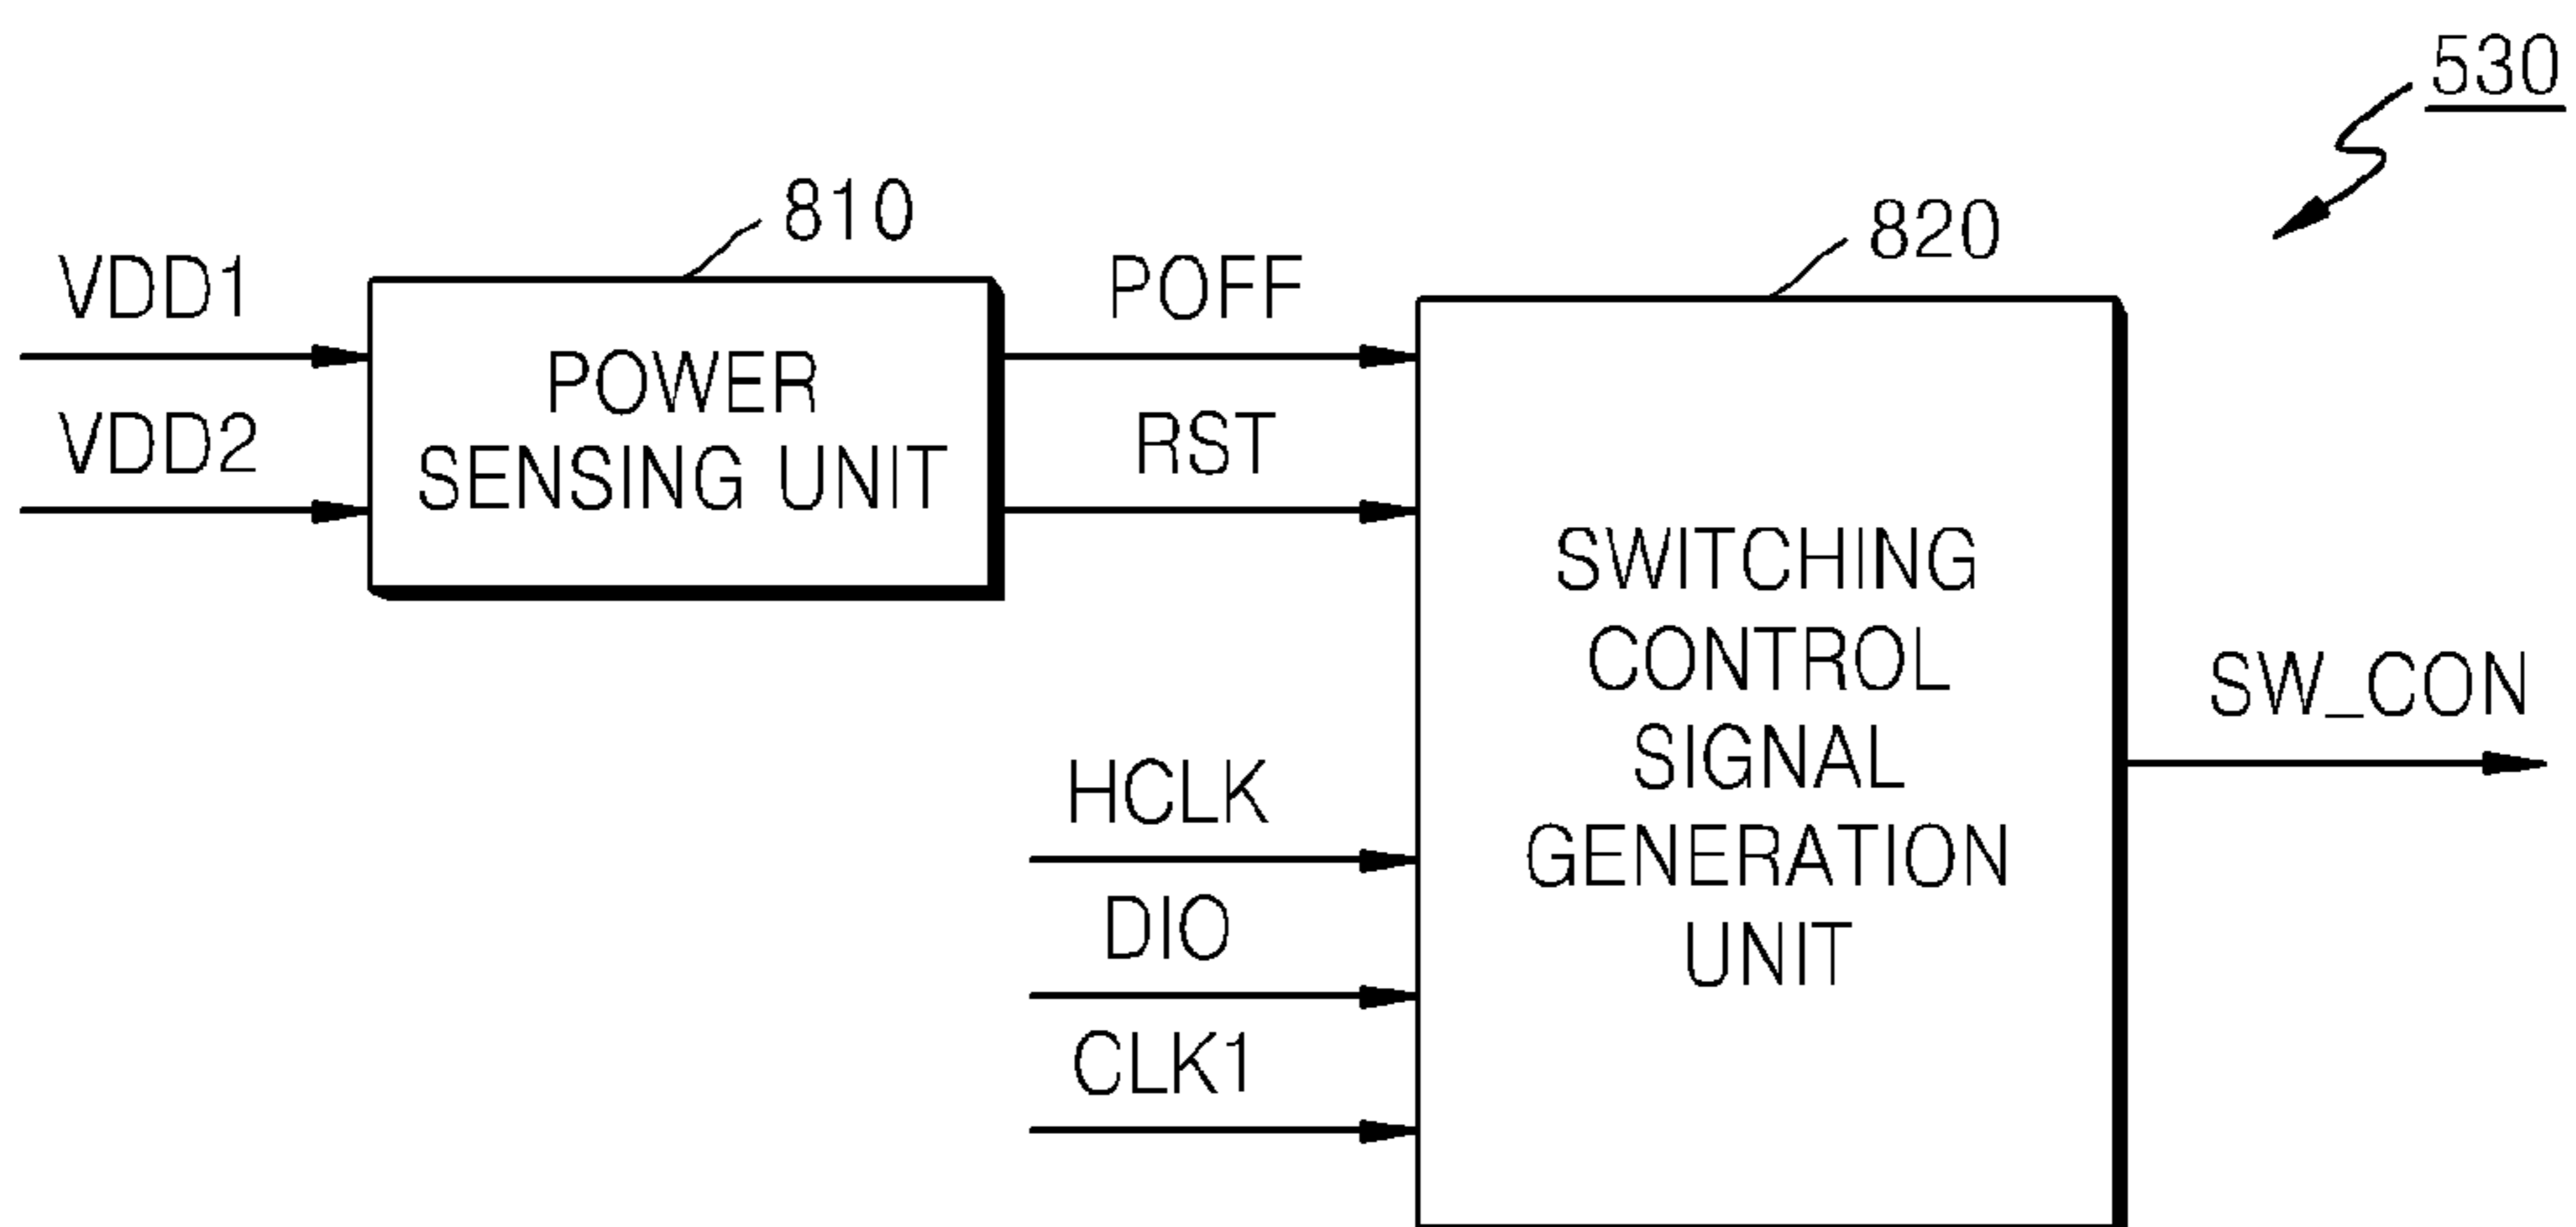 530
810
820
VDD1
VDD2
POWER
SENSING UNIT
POFF
RST
HCLK
DIO
CLK1
SWITCHING
CONTROL
SIGNAL
GENERATION
UNIT
SW_CON